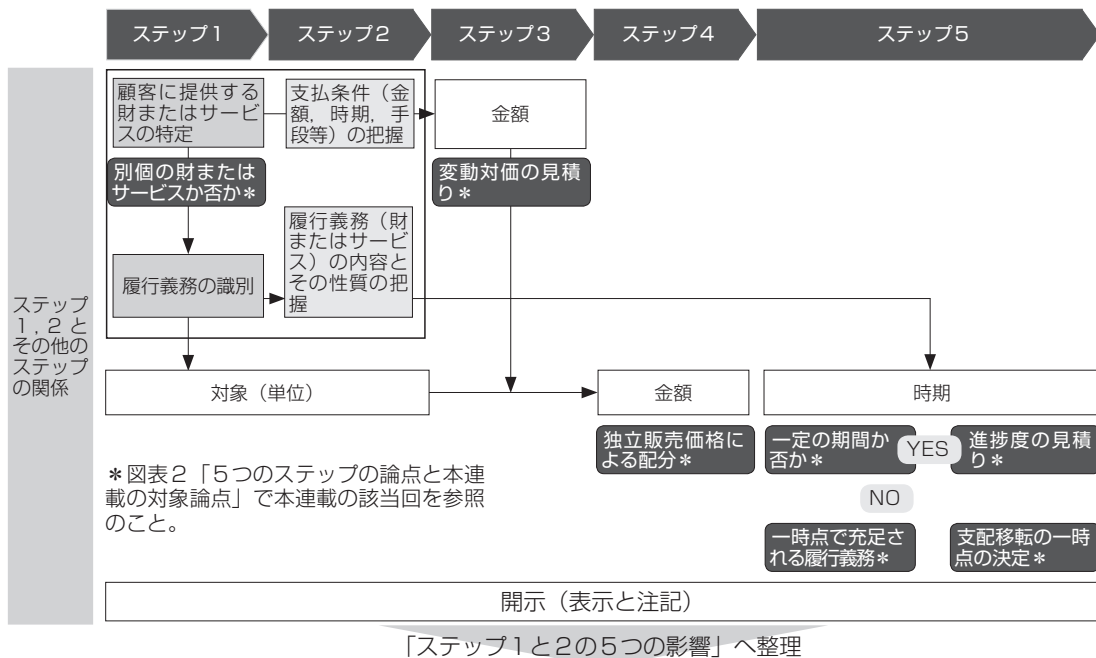 ステップ1
ステップ2
ステップ3
ステップ4
ステップ5
ステップ
1，2と
その他の
ステップ
の関係
顧客に提供する
財またはサービ
スの特定
支払条件（金
額，時期，手
段等）の把握
金額
別個の財または
サービスか否か＊
変動対価の見積
り＊
履行義務（財
またはサービ
ス）の内容と
その性質の把
握
履行義務の識別
対象（単位）
金額
時期
独立販売価格に
よる配分＊
一定の期間か
否か＊
YES
進捗度の見積
り＊
NO
一時点で充足さ
れる履行義務＊
支配移転の一時
点の決定＊
＊図表2「5つのステップの論点と本連
載の対象論点」で本連載の該当回を参照
のこと。
開示（表示と注記）
「ステップ1と2の5つの影響」へ整理